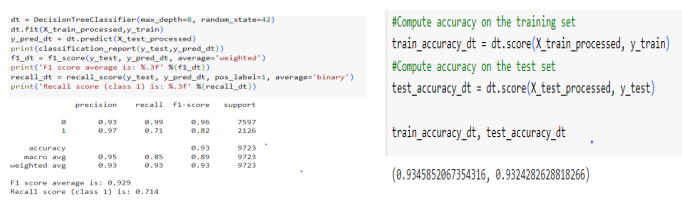 dt = DecisionTreeClassifier(max_depth=8, random_state=42)
dt.fit(X_train_processed,y_train)
y_pred_dt = dt.predict(X_test_processed)
print(classification_report(y_test,y_pred_dt))
f1_dt = f1_score(y_test, y_pred_dt, average='weighted')
print('F1 score average is: %.3f' %(f1_dt))
recall_dt = recall_score(y_test, y_pred_dt, pos_label=1, average='binary')
print('Recall score (class 1) is: %.3f' %(recall_dt))
precision recall f1-score support
0 0.93 0.99 0.96 7597
1 0.97 0.71 0.82 2126
accuracy 0.93 9723
macro avg 0.95 0.85 0.89 9723
weighted avg 0.93 0.93 0.93 9723
F1 score average is: 0.929
Recall score (class 1) is: 0.714
#Compute accuracy on the training set
train_accuracy_dt = dt.score(X_train_processed, y_train)
#Compute accuracy on the test set
test_accuracy_dt = dt.score(X_test_processed, y_test)
train_accuracy_dt, test_accuracy_dt
(0.9345852067354316, 0.9324282628818266)